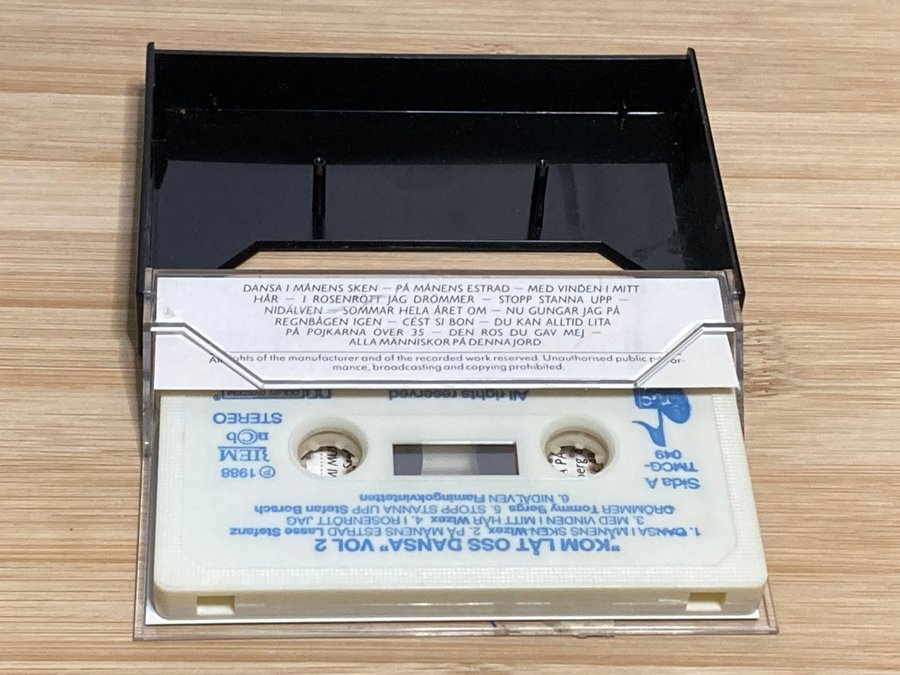 DANSA I MÅNENS SKEN — PÅ MÅNENS ESTRAD — MED VINDEN I MITT
HÅR — I ROSENRÖTT JAG DRÖMMER — STOPP STANNA UPP —
NIDÄLVEN — SOMMAR HELA ÅRET OM — NU GUNGAR JAG PÅ
REGNBÅGEN IGEN — CÉST SI BON — DU KAN ALLTID LITA
PÅ POJKARNA ÖVER 35 — DEN ROS DU GAV MEJ —
ALLA MÄNNISKOR PÅ DENNA JORD
All rights of the manufacturer and of the recorded work reserved. Unauthorised public perfor-
mance, broadcasting and copying prohibited.
"KOM LÅT OSS DANSA" VOL 2
1. DANSA I MÅNENS SKEN Wizex. 2. PÅ MÅNENS ESTRAD Lasse Stefanz
3. MED VINDEN I MITT HÅR Wizex. 4. I ROSENRÖTT JAG
DRÖMMER Tommy Bergs. 5. STOPP STANNA UPP Stefan Borsch
6. NIDÄLVEN Flamingokvintetten
Sida A
TMCG-
049
Ⓟ 1988
IEM
n©b
STEREO
All rights reserved